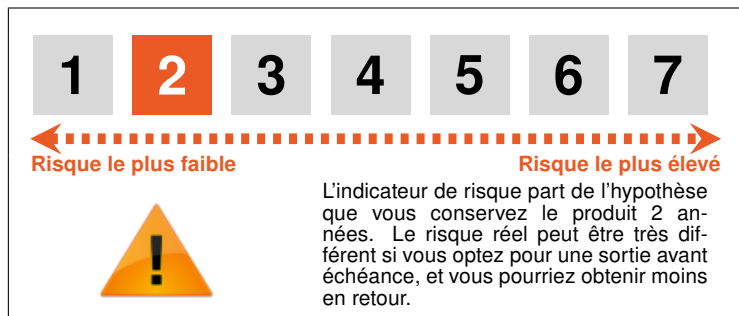 1 2 3 4 5 6 7
Risque le plus faible Risque le plus élevé
L'indicateur de risque part de l'hypothèse
que vous conservez le produit 2 an-
nées. Le risque réel peut être très dif-
férent si vous optez pour une sortie avant
échéance, et vous pourriez obtenir moins
en retour.